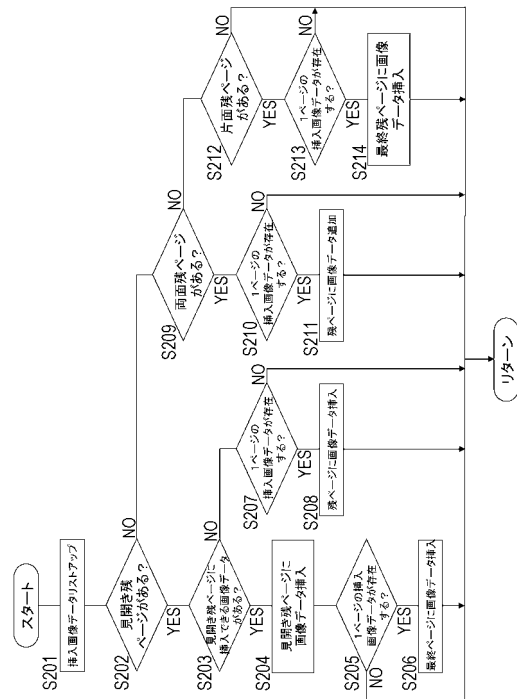 スタート
S201
挿入画像データリストアップ
S202
見開き残
ページがある?
NO
YES
S203
見開き残ページに
挿入できる画像データ
がある?
NO
YES
S204
見開き残ページに
画像データ挿入
S205
1ページの挿入
画像データが存在
する?
NO
YES
S206
最終ページに画像データ挿入
S207
1ページの
挿入画像データが存在
する?
NO
YES
S208
残ページに画像データ挿入
S209
両面残ページ
がある?
NO
YES
S210
1ページの
挿入画像データが存在
する?
NO
YES
S211
残ページに画像データ追加
S212
片面残ページ
がある?
NO
YES
S213
1ページの
挿入画像データが存在
する?
NO
YES
S214
最終残ページに画像
データ挿入
リターン